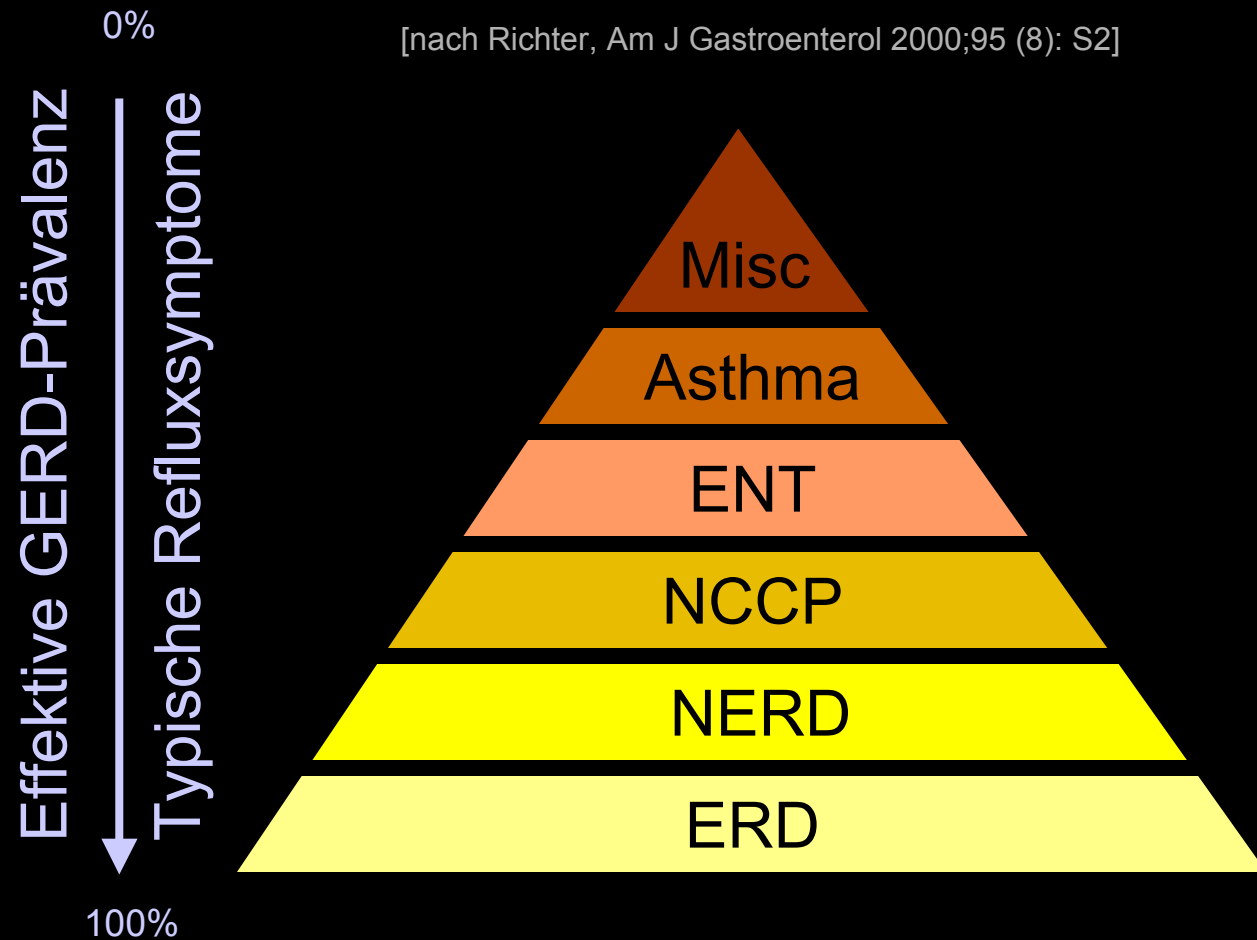 0%
[nach Richter, Am J Gastroenterol 2000;95 (8): S2]
Effektive GERD-Prävalenz
Typische Refluxsymptome
Misc
Asthma
ENT
NCCP
NERD
ERD
100%